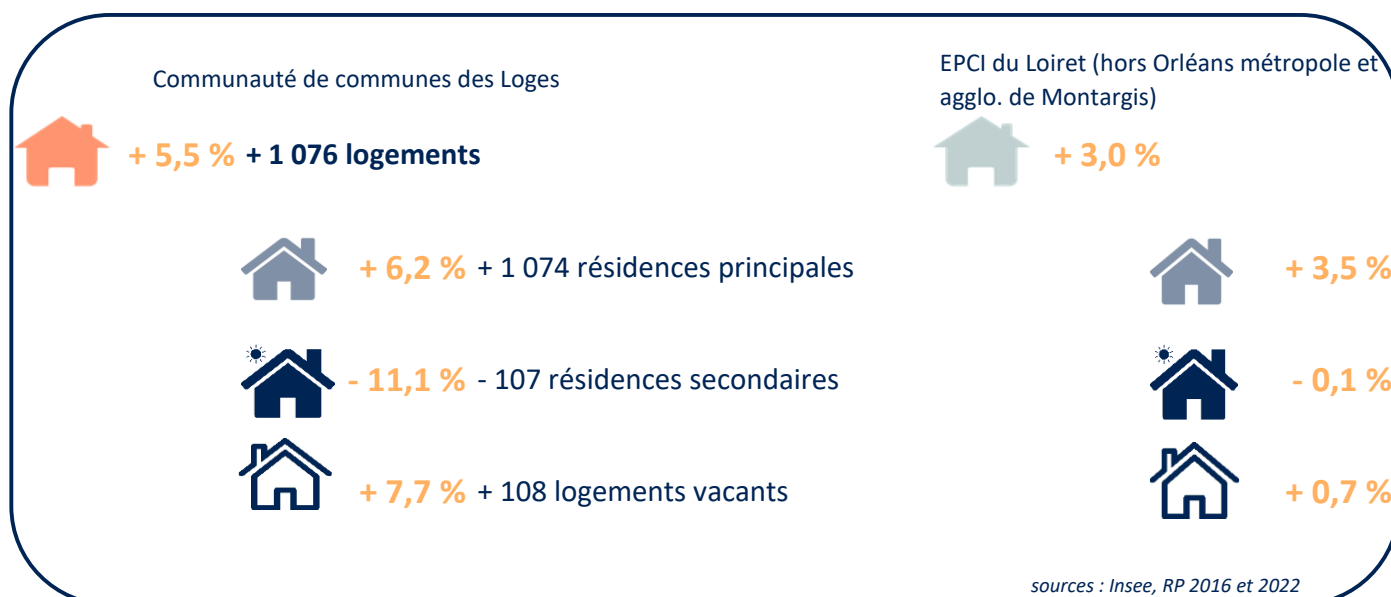 Communauté de communes des Loges
EPCI du Loiret (hors Orléans métropole et
agglo. de Montargis)
+ 5,5 % + 1 076 logements
+ 3,0 %
+ 6,2 % + 1 074 résidences principales
+ 3,5 %
- 11,1 % - 107 résidences secondaires
- 0,1 %
+ 7,7 % + 108 logements vacants
+ 0,7 %
sources : Insee, RP 2016 et 2022